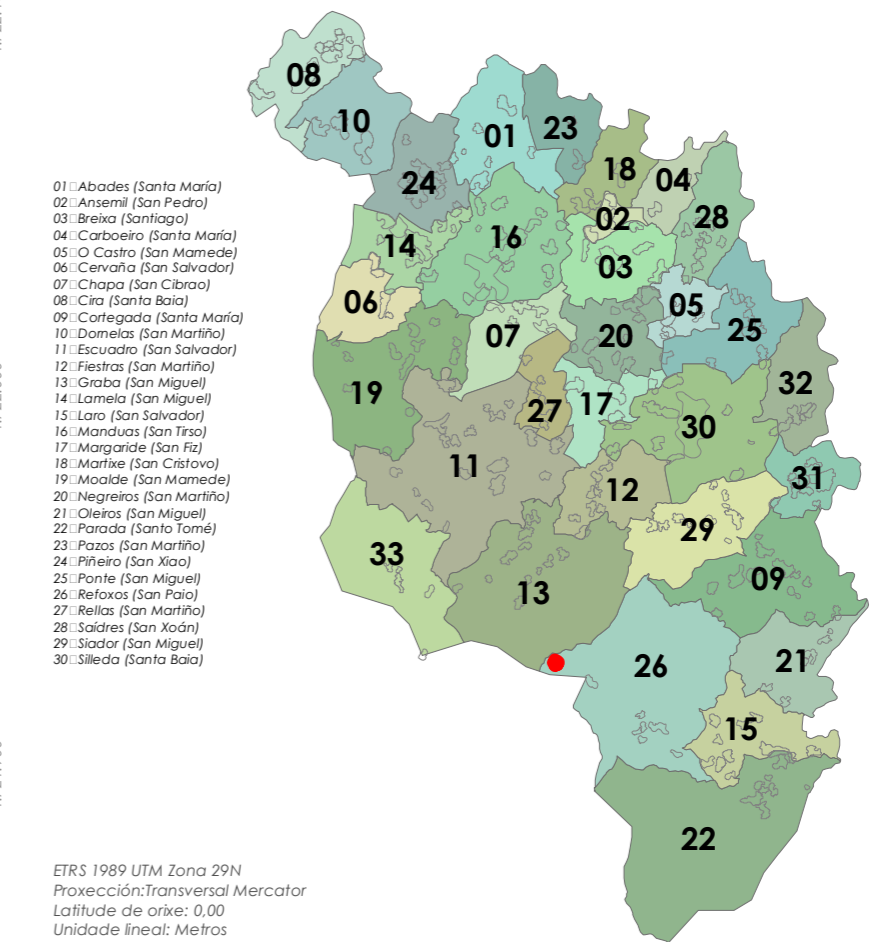 08
10
01
23
24
18
04
02
28
14
16
03
06
05
07
20
25
19
32
27
17
30
11
12
31
29
33
13
09
26
21
15
22
01 Abades (Santa María)
02 Ansemil (San Pedro)
03 Breixa (Santiago)
04 Carboeiro (Santa María)
05 O Castro (San Mamede)
06 Cervaña (San Salvador)
07 Chapa (San Cibrao)
08 Cira (Santa Baia)
09 Cortegada (Santa María)
10 Dornelas (San Martiño)
11 Escuadro (San Salvador)
12 Fiestras (San Martiño)
13 Graba (San Miguel)
14 Lamela (San Miguel)
15 Laro (San Salvador)
16 Manduas (San Tirso)
17 Margaride (San Fiz)
18 Martixe (San Cristovo)
19 Moalde (San Mamede)
20 Negreiros (San Martiño)
21 Oleiros (San Miguel)
22 Parada (Santo Tomé)
23 Pazos (San Martiño)
24 Piñeiro (San Xiao)
25 Ponte (San Miguel)
26 Refoxos (San Paio)
27 Rellas (San Martiño)
28 Saídres (San Xoán)
29 Siador (San Miguel)
30 Silleda (Santa Baia)
ETRS 1989 UTM Zona 29N
Proxección:Transversal Mercator
Latitude de orixe: 0,00
Unidade lineal: Metros